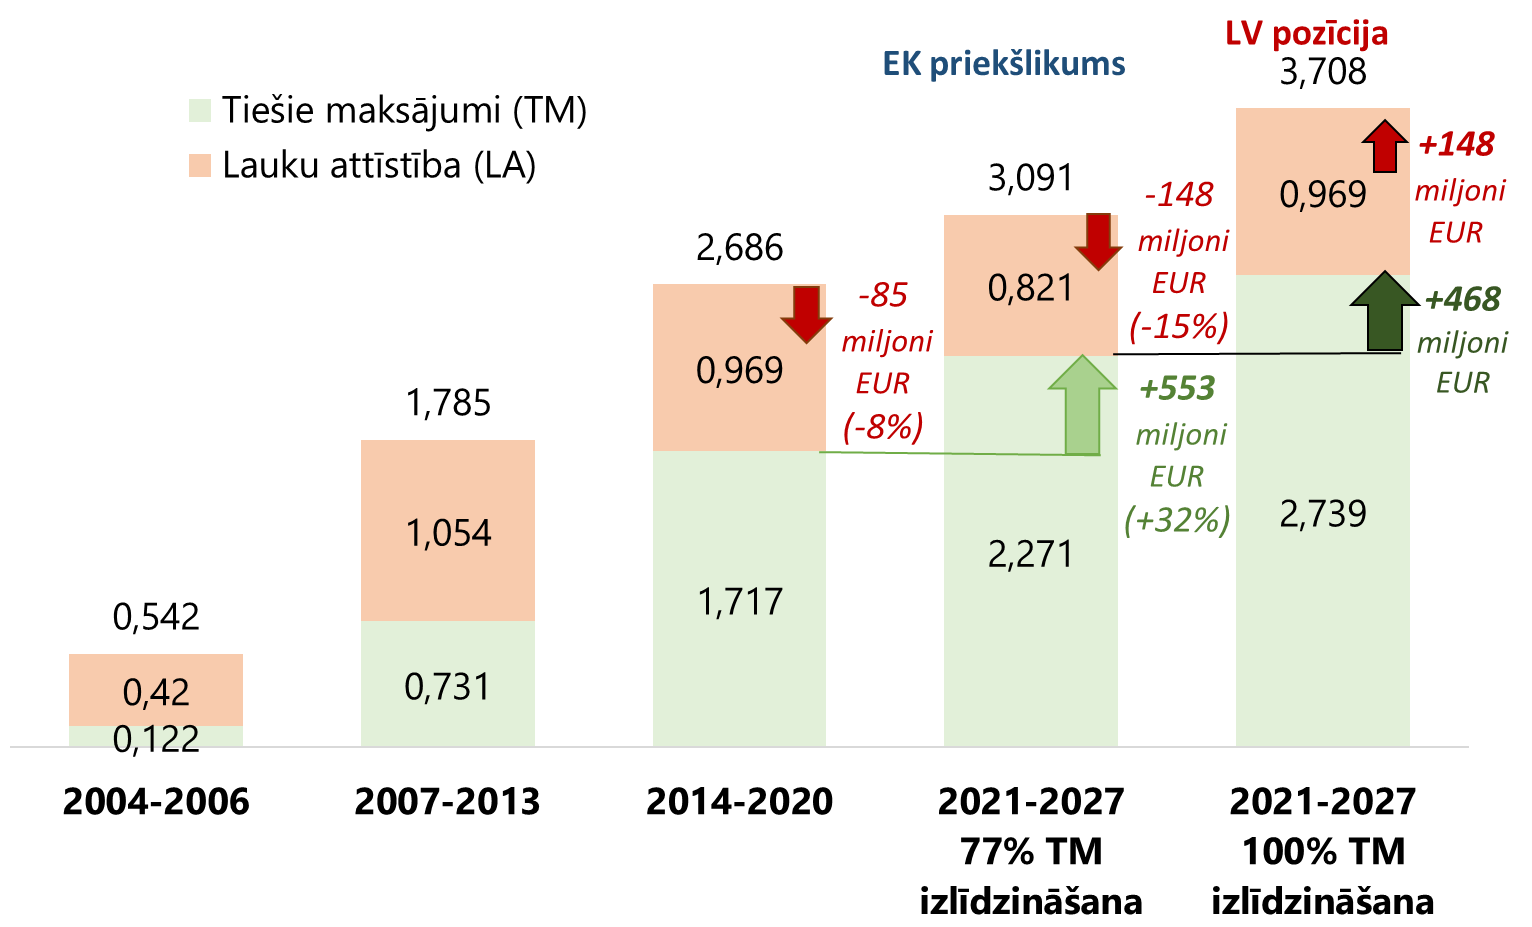 LV pozīcija
EK priekšlikums
3,708
Tiešie maksājumi (TM)
Lauku attīstība (LA)
+148
miljoni
EUR
0,969
3,091
-148
miljoni
EUR
(-15%)
0,821
2,686
-85
miljoni
EUR
(-8%)
0,969
+468
miljoni
EUR
+553
miljoni
EUR
(+32%)
1,785
1,054
2,739
2,271
1,717
0,542
0,42
0,731
0,122
2004-2006
2007-2013
2014-2020
2021-2027
77% TM
izlīdzināšana
2021-2027
100% TM
izlīdzināšana